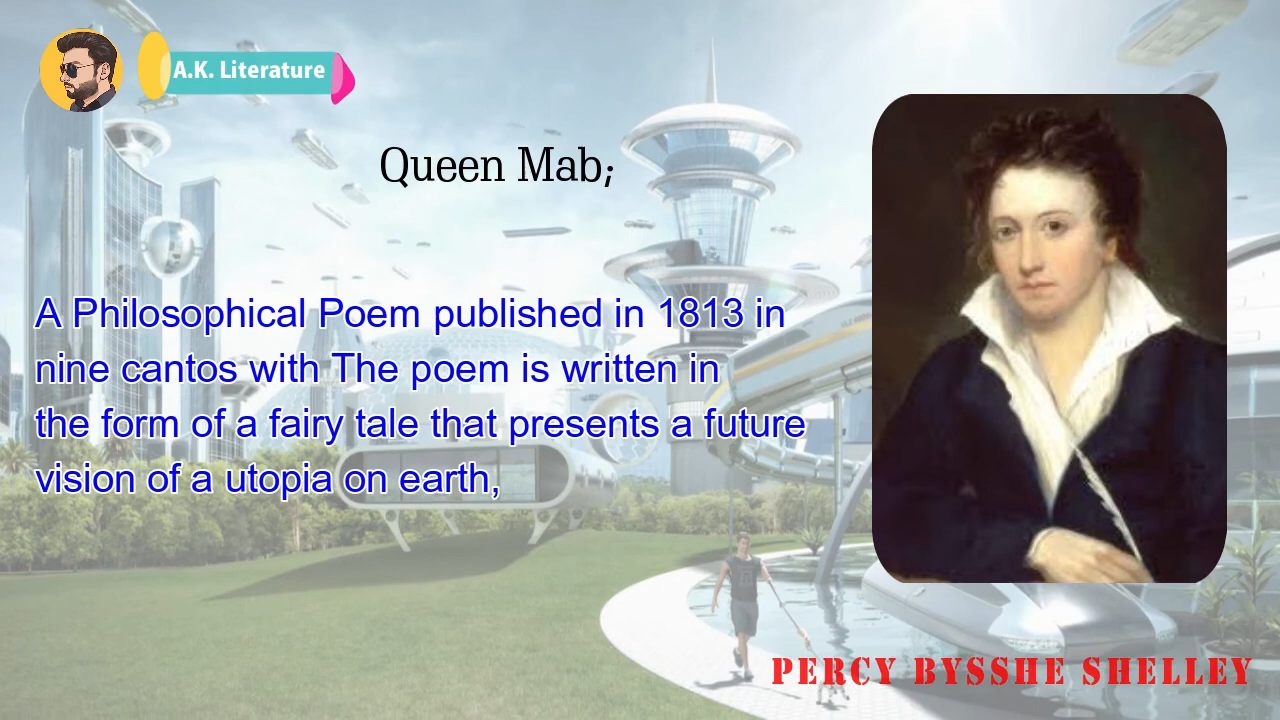 A.K. Literature
Queen Mab;
A Philosophical Poem published in 1813 in
nine cantos with The poem is written in
the form of a fairy tale that presents a future
vision of a utopia on earth,
PERCY BYSSHE SHELLEY